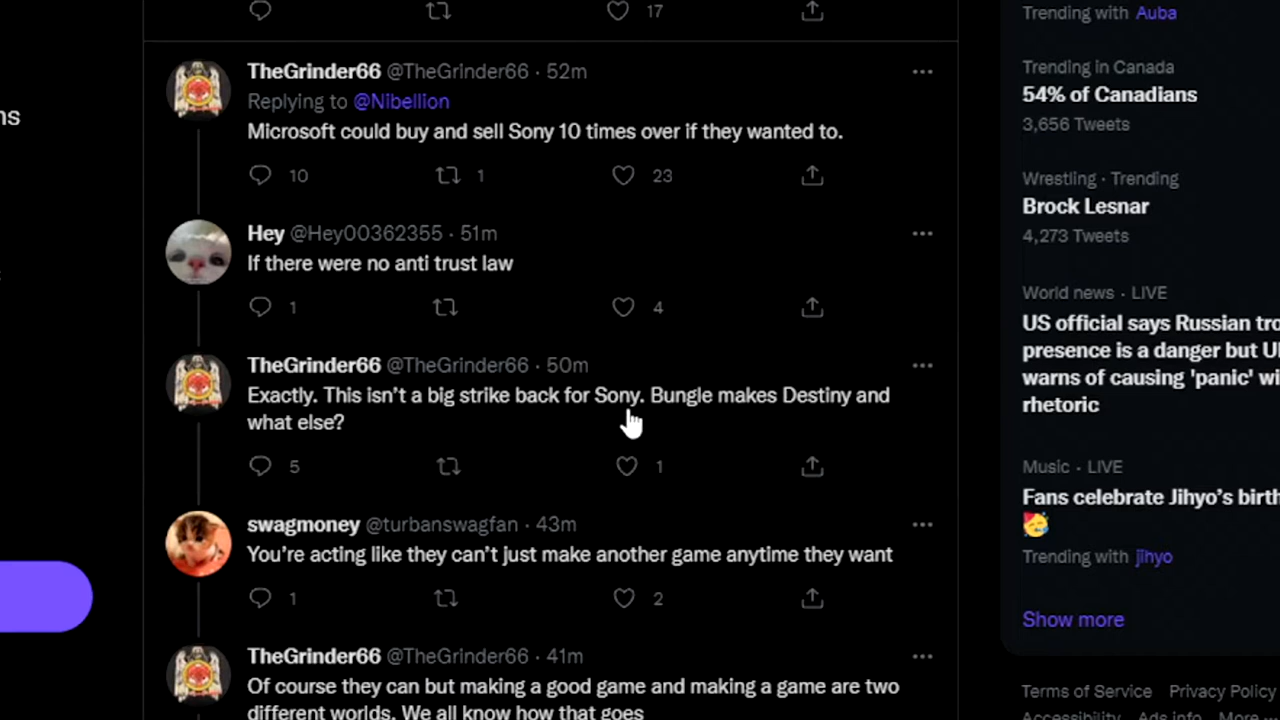 17
TheGrinder66 @TheGrinder66 · 52m
Replying to @Nibellion
Microsoft could buy and sell Sony 10 times over if they wanted to.
10 1 23
Hey @Hey00362355 · 51m
If there were no anti trust law
1 4
TheGrinder66 @TheGrinder66 · 50m
Exactly. This isn't a big strike back for Sony. Bungle makes Destiny and
what else?
5 1
swagmoney @turbanswagfan · 43m
You're acting like they can't just make another game anytime they want
1 2
TheGrinder66 @TheGrinder66 · 41m
Of course they can but making a good game and making a game are two
different worlds. We all know how that goes
ns
Trending with Auba
Trending in Canada
54% of Canadians
3,656 Tweets
Wrestling · Trending
Brock Lesnar
4,273 Tweets
World news · LIVE
US official says Russian tro
presence is a danger but U
warns of causing 'panic' wi
rhetoric
Music · LIVE
Fans celebrate Jihyo's birth
🥳
Trending with jihyo
Show more
Terms of Service Privacy Policy
Accessibility Ads info More